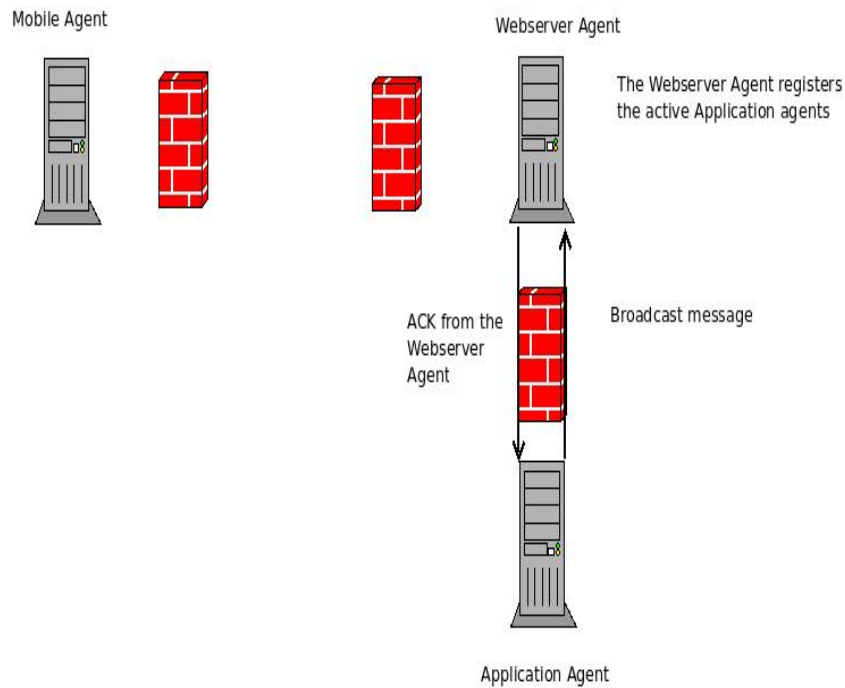 Mobile Agent
Webserver Agent
The Webserver Agent registers
the active Application agents
ACK from the
Webserver
Agent
Broadcast message
Application Agent